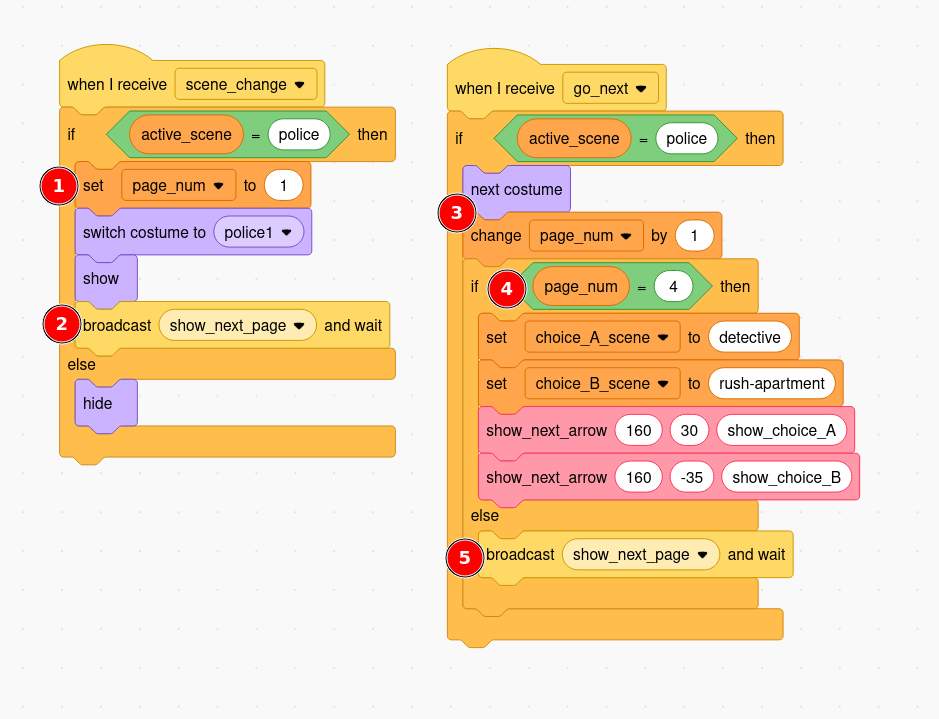 when I receive scene_change
if active_scene = police then
1 set page_num to 1
switch costume to police1
show
2 broadcast show_next_page and wait
else
hide
when I receive go_next
if active_scene = police then
next costume
3
change page_num by 1
if 4 page_num = 4 then
set choice_A_scene to detective
set choice_B_scene to rush-apartment
show_next_arrow 160 30 show_choice_A
show_next_arrow 160 -35 show_choice_B
else
5 broadcast show_next_page and wait